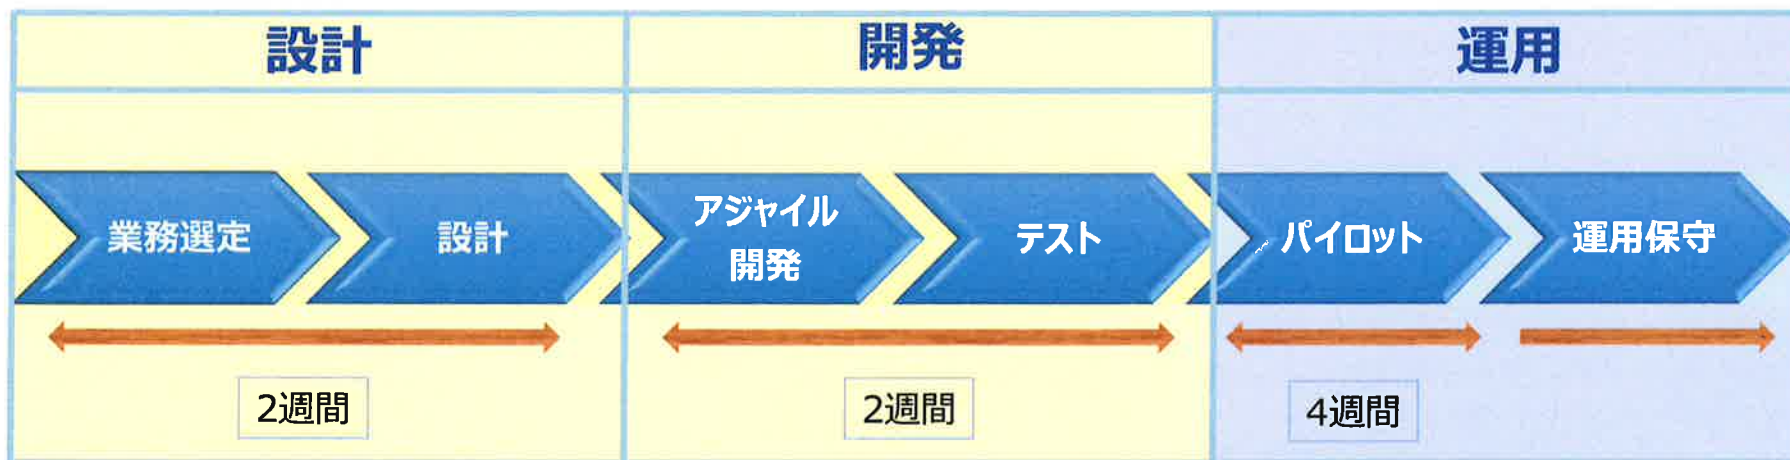 設計
開発
運用
業務選定
設計
アジャイル
開発
テスト
パイロット
運用保守
2週間
2週間
4週間